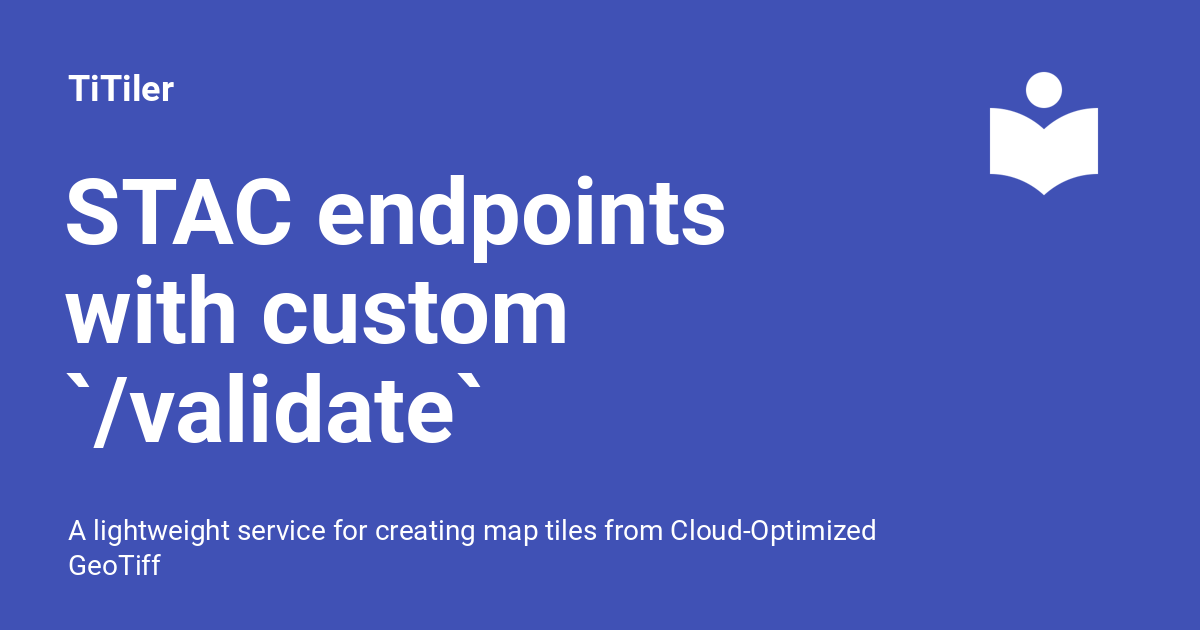 TiTiler
STAC endpoints
with custom
`/validate`
A lightweight service for creating map tiles from Cloud-Optimized
GeoTiff